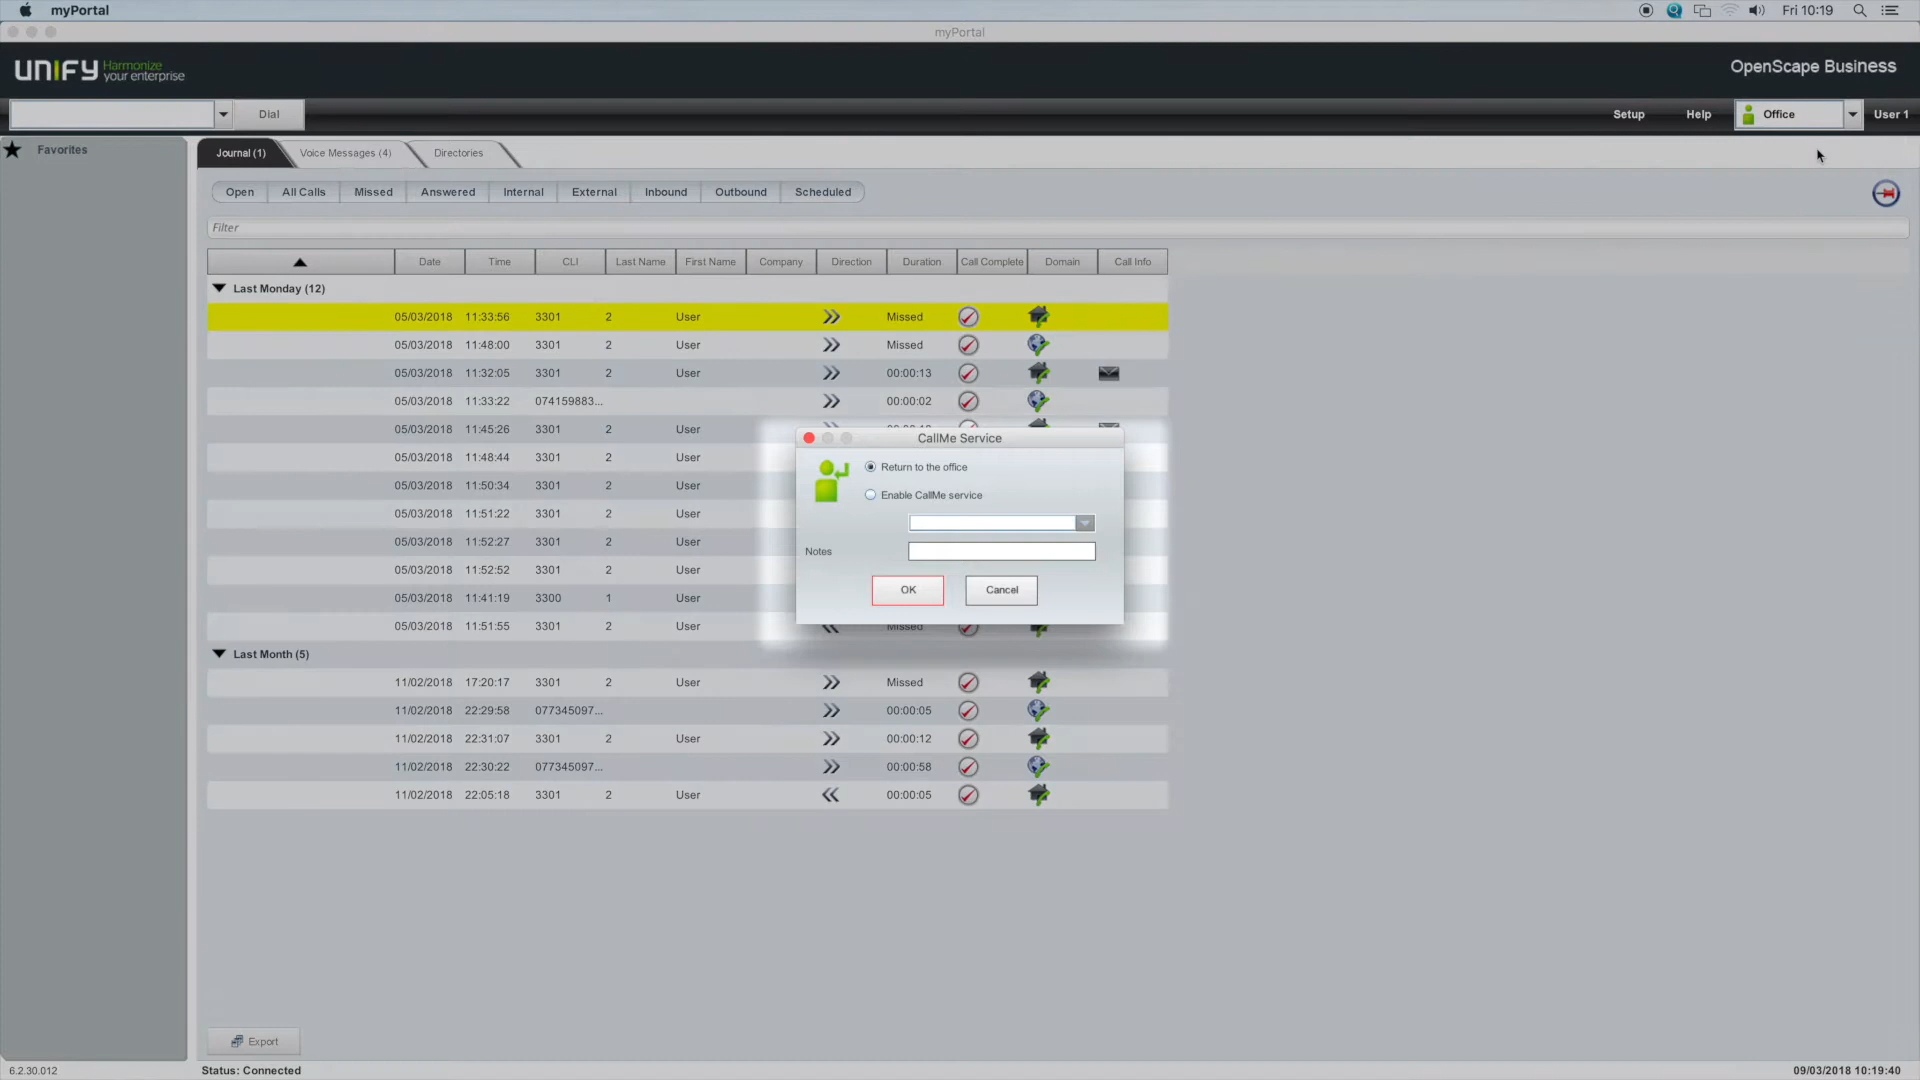 myPortal
Fri 10:19
myPortal
UNIFY Harmonize your enterprise
OpenScape Business
Dial
Setup Help Office User 1
Favorites
Journal (1) Voice Messages (4) Directories
Open All Calls Missed Answered Internal External Inbound Outbound Scheduled
Filter
Date Time CLI Last Name First Name Company Direction Duration Call Complete Domain Call Info
Last Monday (12)
05/03/2018 11:33:56 3301 2 User Missed
05/03/2018 11:48:00 3301 2 User Missed
05/03/2018 11:32:05 3301 2 User 00:00:13
05/03/2018 11:33:22 074159883... 00:00:02
05/03/2018 11:45:26 3301 2 User
05/03/2018 11:48:44 3301 2 User
05/03/2018 11:50:34 3301 2 User
05/03/2018 11:51:22 3301 2 User
05/03/2018 11:52:27 3301 2 User
05/03/2018 11:52:52 3301 2 User
05/03/2018 11:41:19 3300 1 User
05/03/2018 11:51:55 3301 2 User Missed
CallMe Service
Return to the office
Enable CallMe service
Notes
OK Cancel
Last Month (5)
11/02/2018 17:20:17 3301 2 User Missed
11/02/2018 22:29:58 077345097... 00:00:05
11/02/2018 22:31:07 3301 2 User 00:00:12
11/02/2018 22:30:22 077345097... 00:00:58
11/02/2018 22:05:18 3301 2 User 00:00:05
Export
6.2.30.012 Status: Connected 09/03/2018 10:19:40